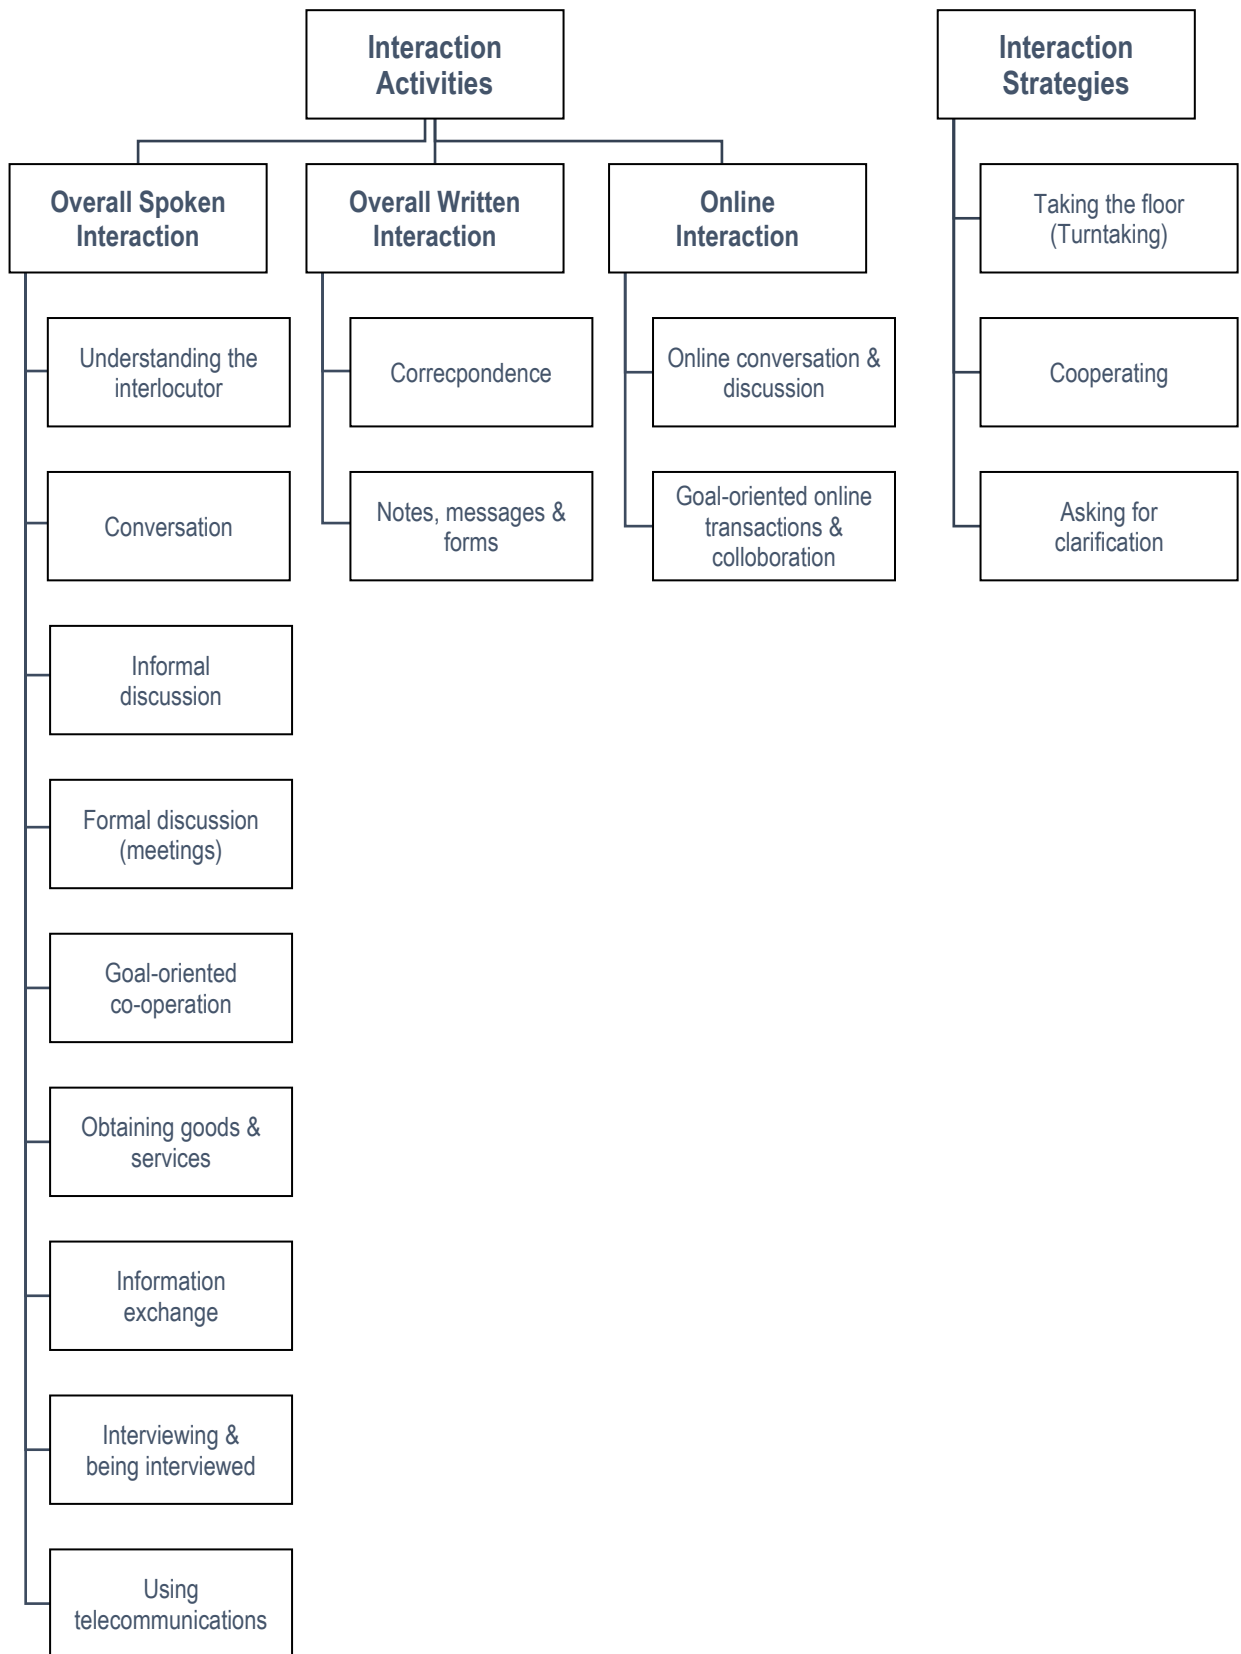 Interaction
Activities
Interaction
Strategies
Overall Spoken
Interaction
Overall Written
Interaction
Online
Interaction
Taking the floor
(Turntaking)
Understanding the
interlocutor
Correcpondence
Online conversation &
discussion
Cooperating
Conversation
Notes, messages &
forms
Goal-oriented online
transactions &
colloboration
Asking for
clarification
Informal
discussion
Formal discussion
(meetings)
Goal-oriented
co-operation
Obtaining goods &
services
Information
exchange
Interviewing &
being interviewed
Using
telecommunications